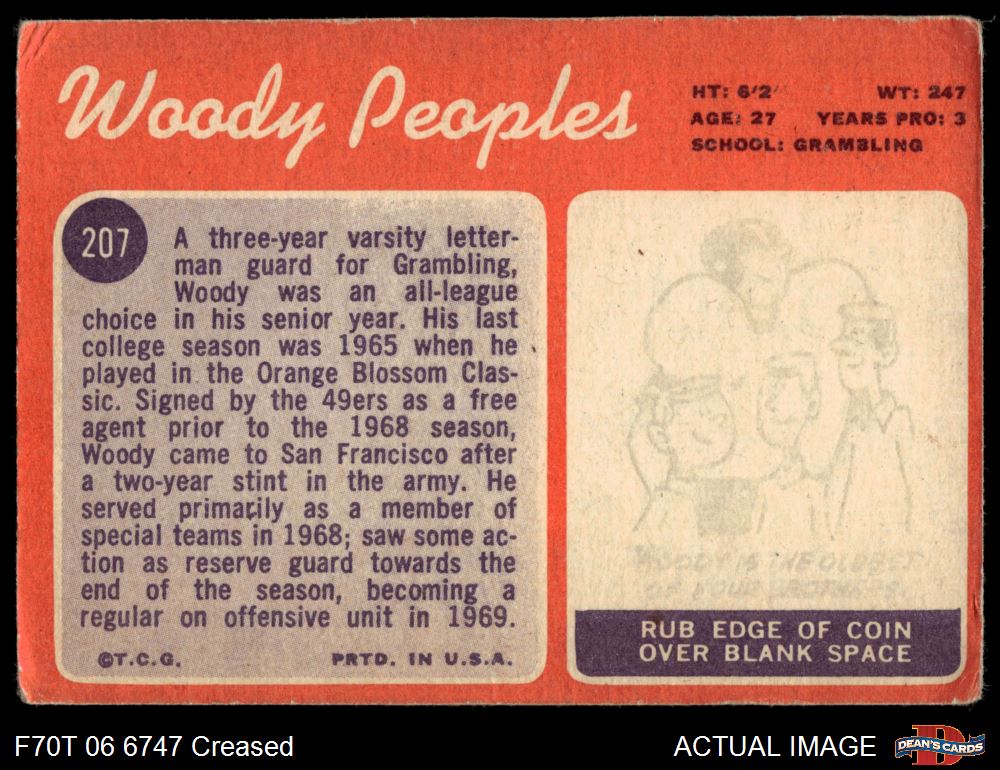 Woody Peoples
HT: 6'2" WT: 247
AGE: 27 YEARS PRO: 3
SCHOOL: GRAMBLING
207
A three-year varsity letter-
man guard for Grambling,
Woody was an all-league
choice in his senior year. His last
college season was 1965 when he
played in the Orange Blossom Clas-
sic. Signed by the 49ers as a free
agent prior to the 1968 season,
Woody came to San Francisco after
a two-year stint in the army. He
served primarily as a member of
special teams in 1968; saw some ac-
tion as reserve guard towards the
end of the season, becoming a
regular on offensive unit in 1969.
©T.C.G. PRTD. IN U.S.A.
WOODY IS THE OLDEST
OF FOUR BROTHERS
RUB EDGE OF COIN
OVER BLANK SPACE
F70T 06 6747 Creased
ACTUAL IMAGE
D
DEAN'S CARDS